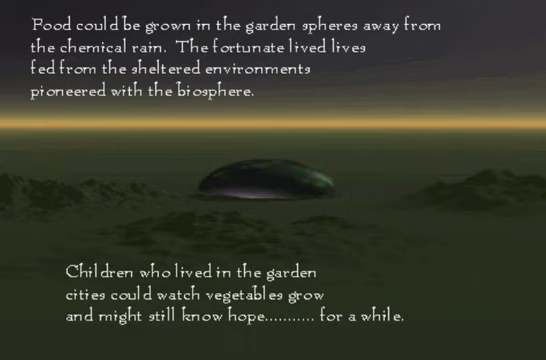 Food could be grown in the garden spheres away from
the chemical rain. The fortunate lived lives
fed from the sheltered environments
pioneered with the biosphere.
Children who lived in the garden
cities could watch vegetables grow
and might still know hope........... for a while.